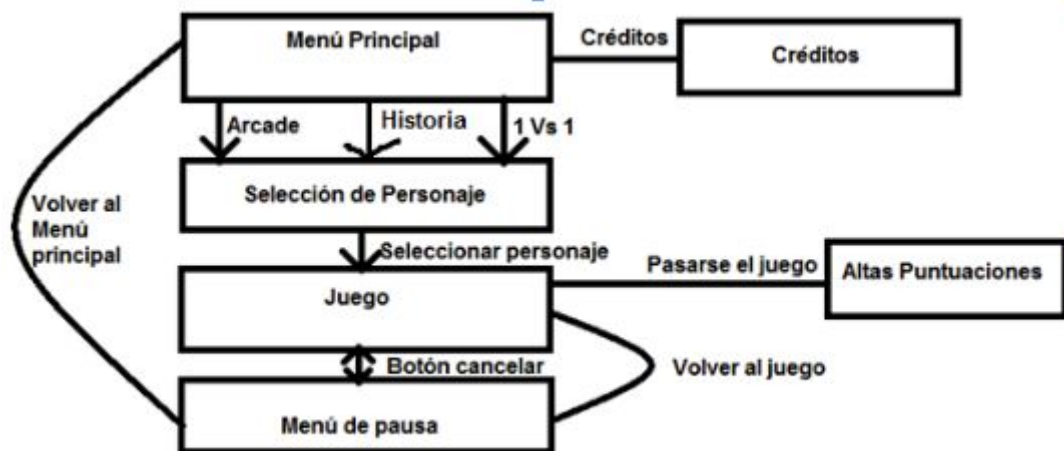 Menú Principal
Créditos
Créditos
Arcade
Historia
1 Vs 1
Selección de Personaje
Volver al
Menú
principal
Seleccionar personaje
Pasarse el juego
Altas Puntuaciones
Juego
Botón cancelar
Volver al juego
Menú de pausa